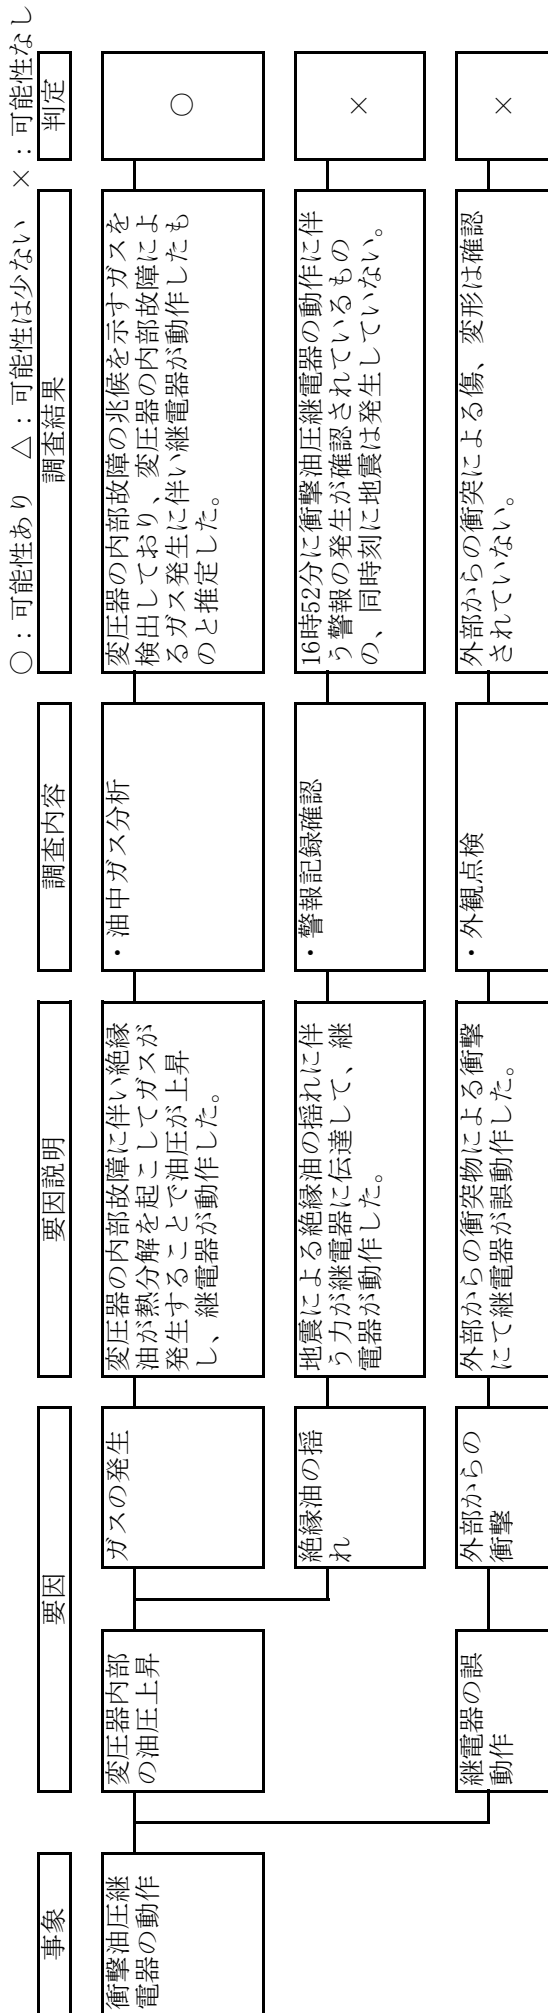 ○：可能性あり　△：可能性は少ない　×：可能性なし
事象
要因
要因説明
調査内容
調査結果
判定
衝撃油圧継
電器の動作
変圧器内部
の油圧上昇
ガスの発生
変圧器の内部故障に伴い絶縁
油が熱分解を起こしてガスが
発生することで油圧が上昇
し、継電器が動作した。
・油中ガス分析
変圧器の内部故障の兆候を示すガスを
検出しており、変圧器の内部故障によ
るガス発生に伴い継電器が動作したも
のと推定した。
○
絶縁油の揺
れ
地震による絶縁油の揺れに伴
う力が継電器に伝達して、継
電器が動作した。
・警報記録確認
16時52分に衝撃油圧継電器の動作に伴
う警報の発生が確認されているもの
の、同時刻に地震は発生していない。
×
継電器の誤
動作
外部からの
衝撃
外部からの衝突物による衝撃
にて継電器が誤動作した。
・外観点検
外部からの衝突による傷、変形は確認
されていない。
×